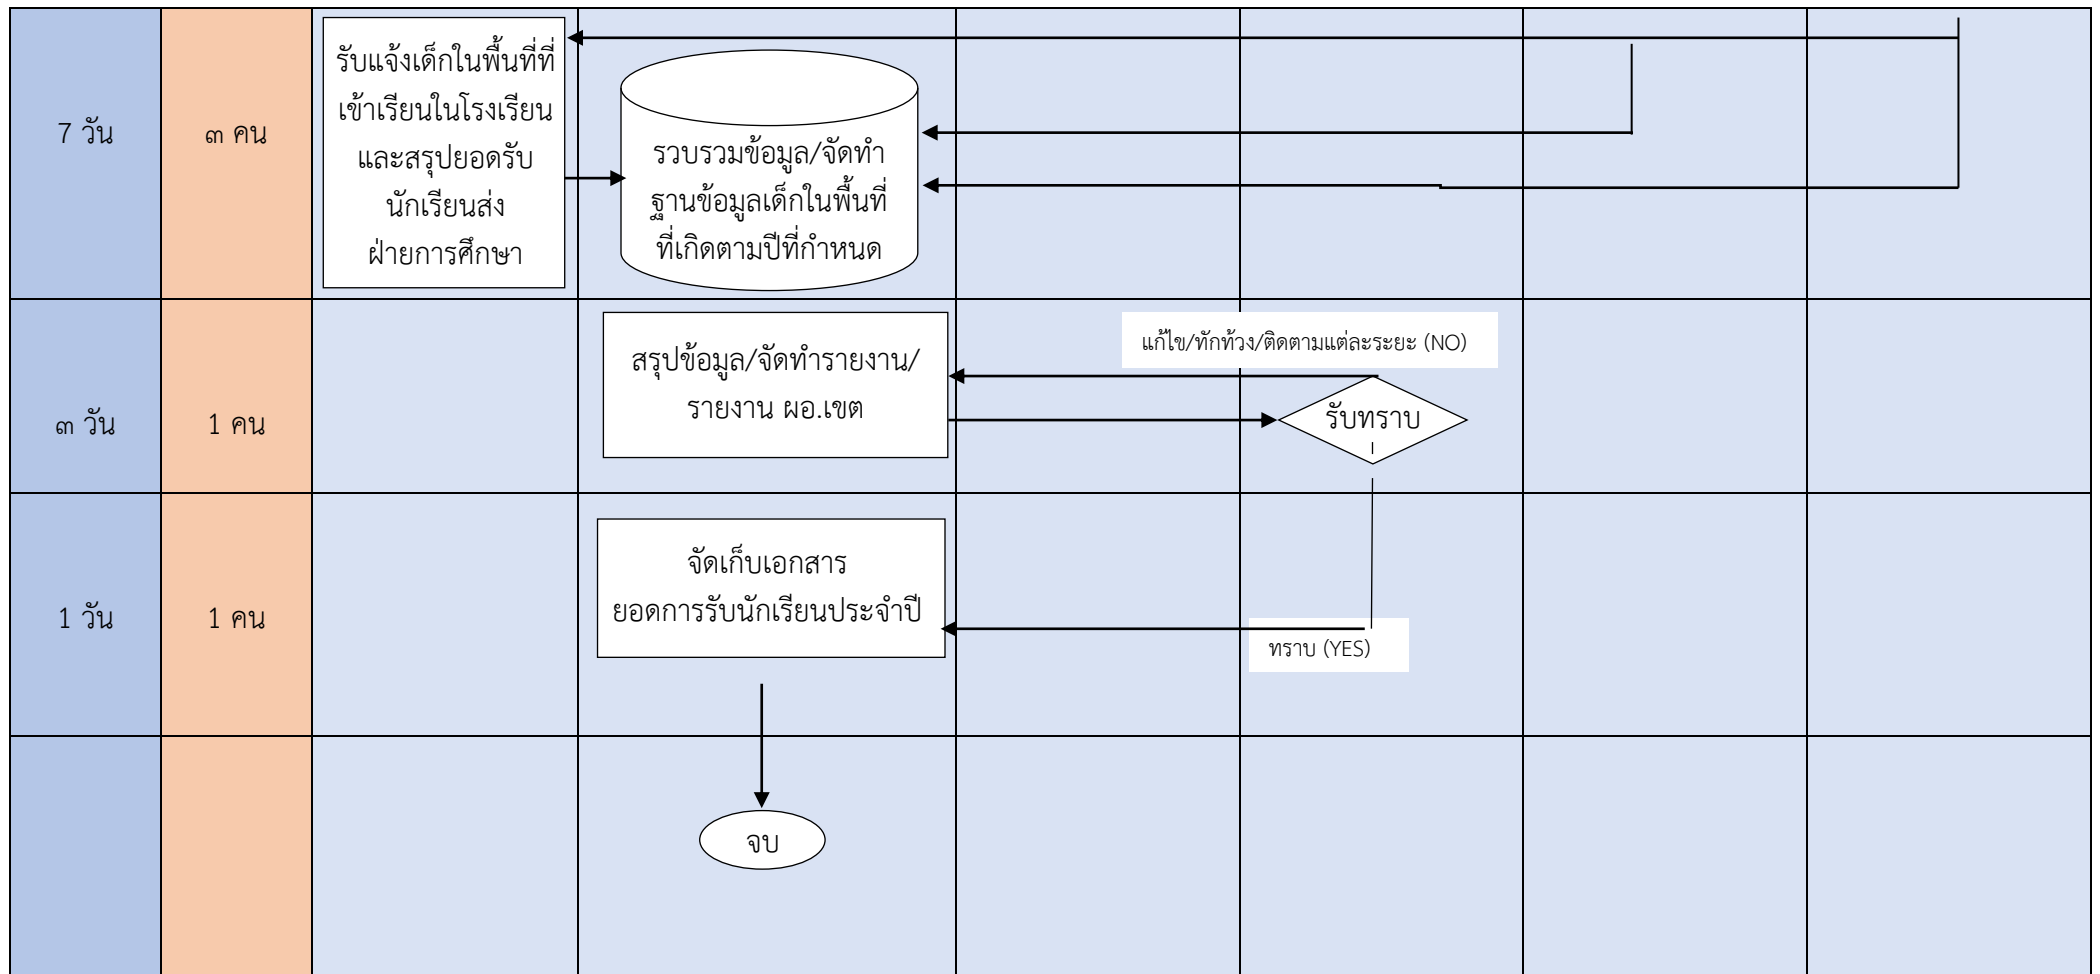 7 วัน
๓ คน
รับแจ้งเด็กในพื้นที่ที่
เข้าเรียนในโรงเรียน
และสรุปยอดรับ
นักเรียนส่ง
ฝ่ายการศึกษา
รวบรวมข้อมูล/จัดทำ
ฐานข้อมูลเด็กในพื้นที่
ที่เกิดตามปีที่กำหนด
๓ วัน
1 คน
สรุปข้อมูล/จัดทำรายงาน/
รายงาน ผอ.เขต
แก้ไข/ทักท้วง/ติดตามแต่ละระยะ (NO)
รับทราบ
1 วัน
1 คน
จัดเก็บเอกสาร
ยอดการรับนักเรียนประจำปี
ทราบ (YES)
จบ